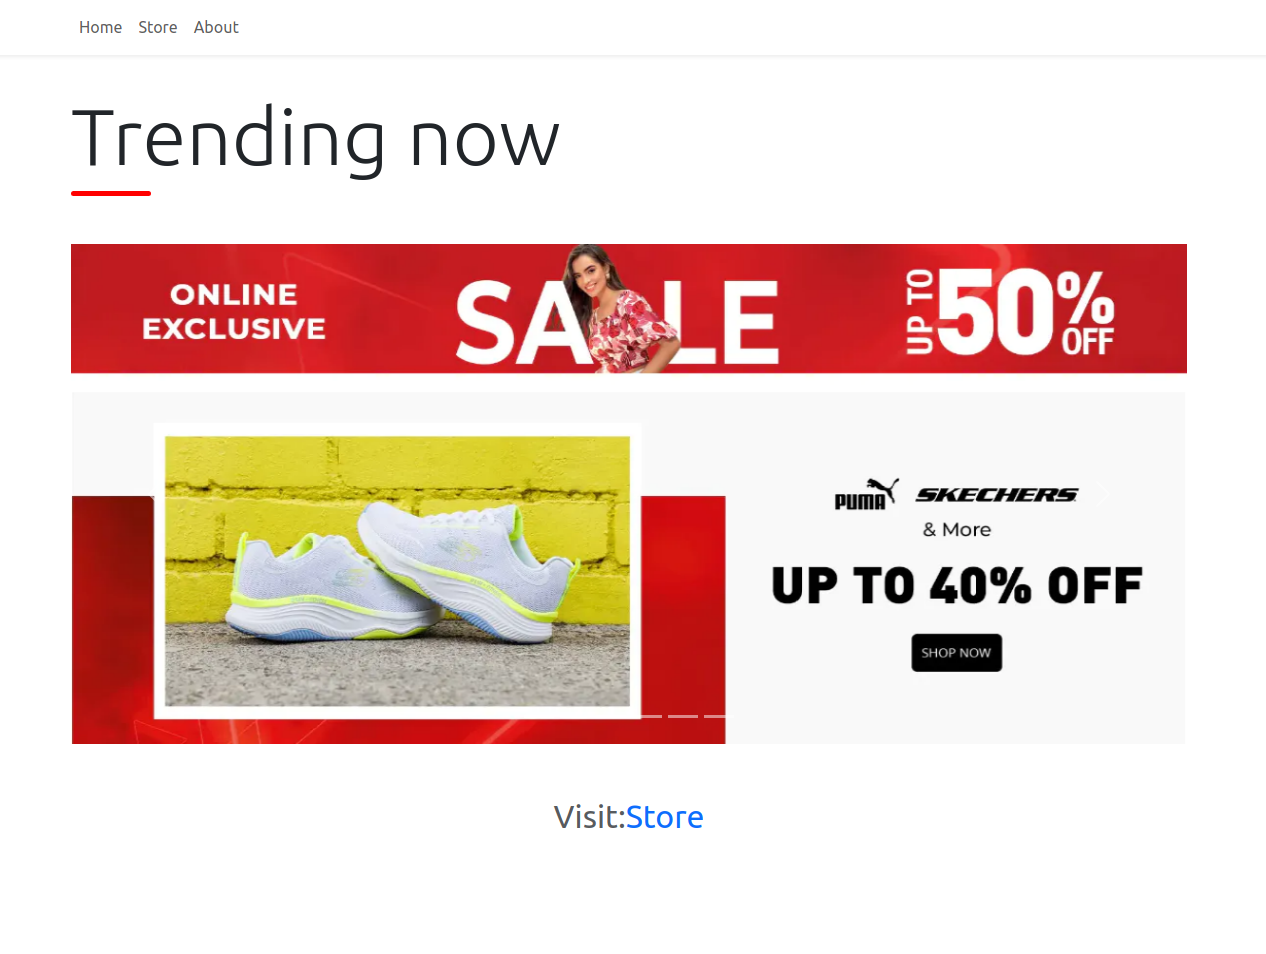 Home Store About
Trending now
ONLINE
EXCLUSIVE
SALE
UP TO 50% OFF
PUMA SKECHERS
& More
UP TO 40% OFF
SHOP NOW
Visit:Store